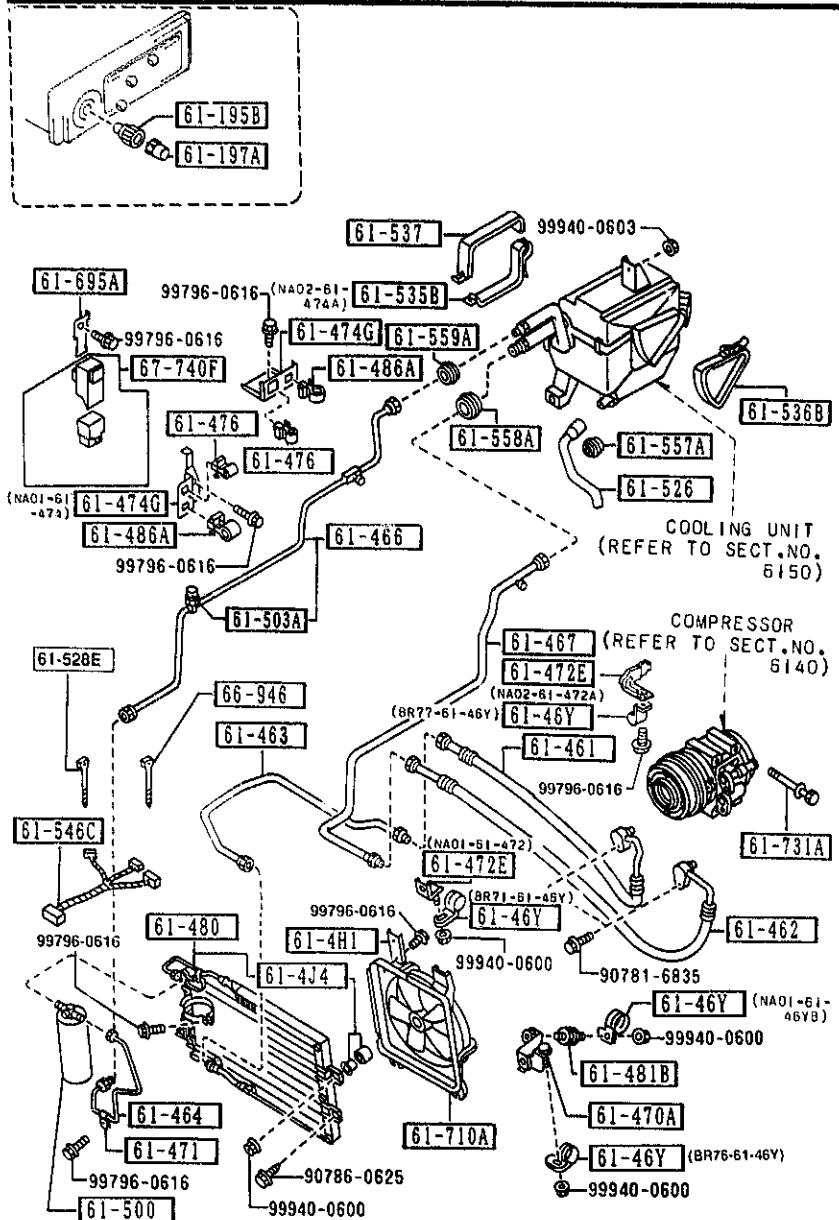 61-195B
61-197A
61-537
99940-0603
61-695A
99796-0616
(NA02-61-
474A)
61-535B
61-474G
61-559A
99796-0616
67-740F
61-486A
61-536B
61-476
61-476
61-558A
61-557A
61-526
(NA01-61
-474)
61-474G
61-486A
61-466
99796-0616
COOLING UNIT
(REFER TO SECT.NO.
6150)
61-503A
COMPRESSOR
(REFER TO SECT.NO.
6140)
61-467
61-528E
61-472E
(NA02-61-472A)
66-946
(BR77-61-46Y)
61-46Y
61-463
61-461
99796-0616
61-546C
61-731A
(NA01-61-472)
61-472E
(BR71-61-46Y)
61-46Y
99796-0616
61-480
61-4H1
61-462
99796-0616
99940-0600
61-4J4
90781-6835
61-46Y
(NA01-61-
46YB)
99940-0600
61-481B
61-464
61-470A
61-471
61-710A
61-46Y
(BR76-61-46Y)
99796-0616
90786-0625
99940-0600
61-500
99940-0600